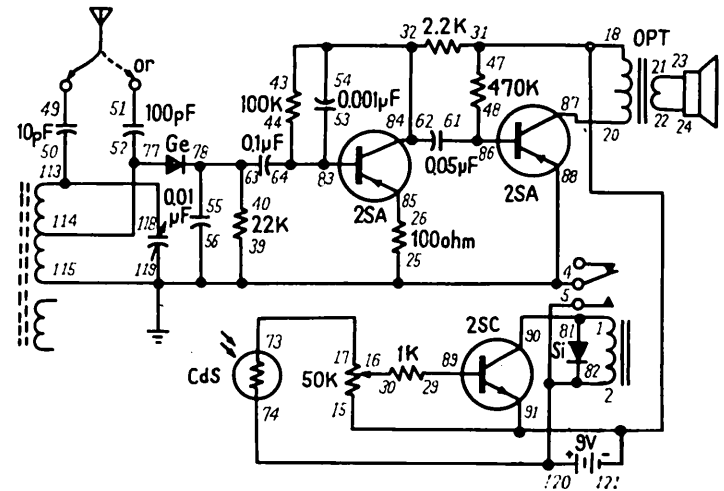 32 2.2K 31 18 OPT
or
21 23
49 51 43 54 47
10pF 100pF 100K 0.001μF 470K 87
50 52 44 53 48
22 24
20
113 77 Ge 78 0.1μF 84 62 61
63 64 83 86
0.05μF 88
2SA
114 118 0.01 μF 55 40 85
2SA
22K 26
56 39 100ohm
115 119 25
4
5
2SC 90 81 1
73 Si
CdS 17 16 1K 89 82
50K 30 29 2
74 15 91
9V
+ -
120 121